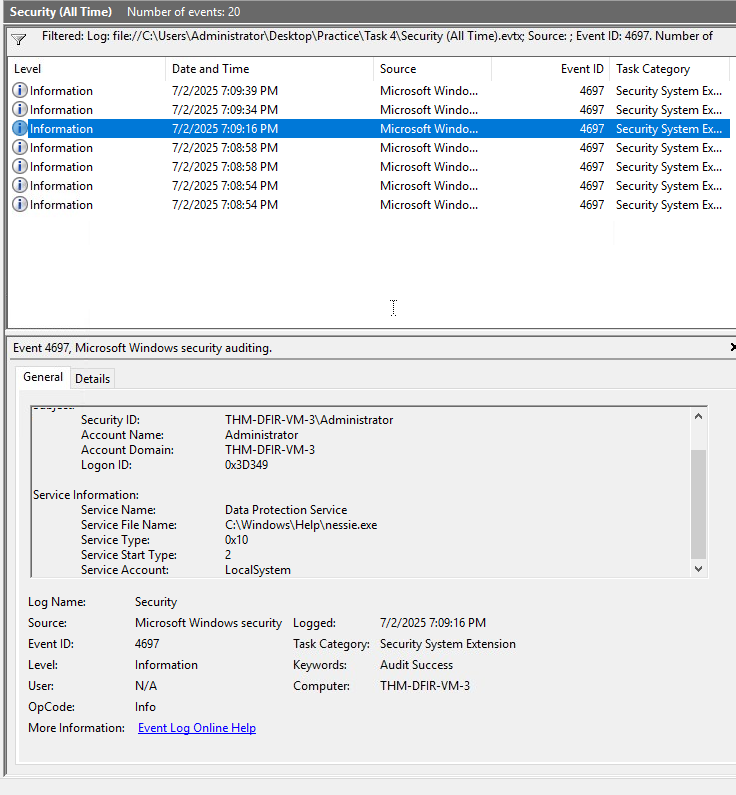 Security (All Time) Number of events: 20
Filtered: Log: file://C:\Users\Administrator\Desktop\Practice\Task 4\Security (All Time).evtx; Source: ; Event ID: 4697. Number of
Level Date and Time Source Event ID Task Category
Information 7/2/2025 7:09:39 PM Microsoft Windo... 4697 Security System Ex...
Information 7/2/2025 7:09:34 PM Microsoft Windo... 4697 Security System Ex...
Information 7/2/2025 7:09:16 PM Microsoft Windo... 4697 Security System Ex...
Information 7/2/2025 7:08:58 PM Microsoft Windo... 4697 Security System Ex...
Information 7/2/2025 7:08:58 PM Microsoft Windo... 4697 Security System Ex...
Information 7/2/2025 7:08:54 PM Microsoft Windo... 4697 Security System Ex...
Information 7/2/2025 7:08:54 PM Microsoft Windo... 4697 Security System Ex...
Event 4697, Microsoft Windows security auditing.
General Details
Security ID: THM-DFIR-VM-3\Administrator
Account Name: Administrator
Account Domain: THM-DFIR-VM-3
Logon ID: 0x3D349
Service Information:
Service Name: Data Protection Service
Service File Name: C:\Windows\Help\nessie.exe
Service Type: 0x10
Service Start Type: 2
Service Account: LocalSystem
Log Name: Security
Source: Microsoft Windows security Logged: 7/2/2025 7:09:16 PM
Event ID: 4697 Task Category: Security System Extension
Level: Information Keywords: Audit Success
User: N/A Computer: THM-DFIR-VM-3
OpCode: Info
More Information: Event Log Online Help